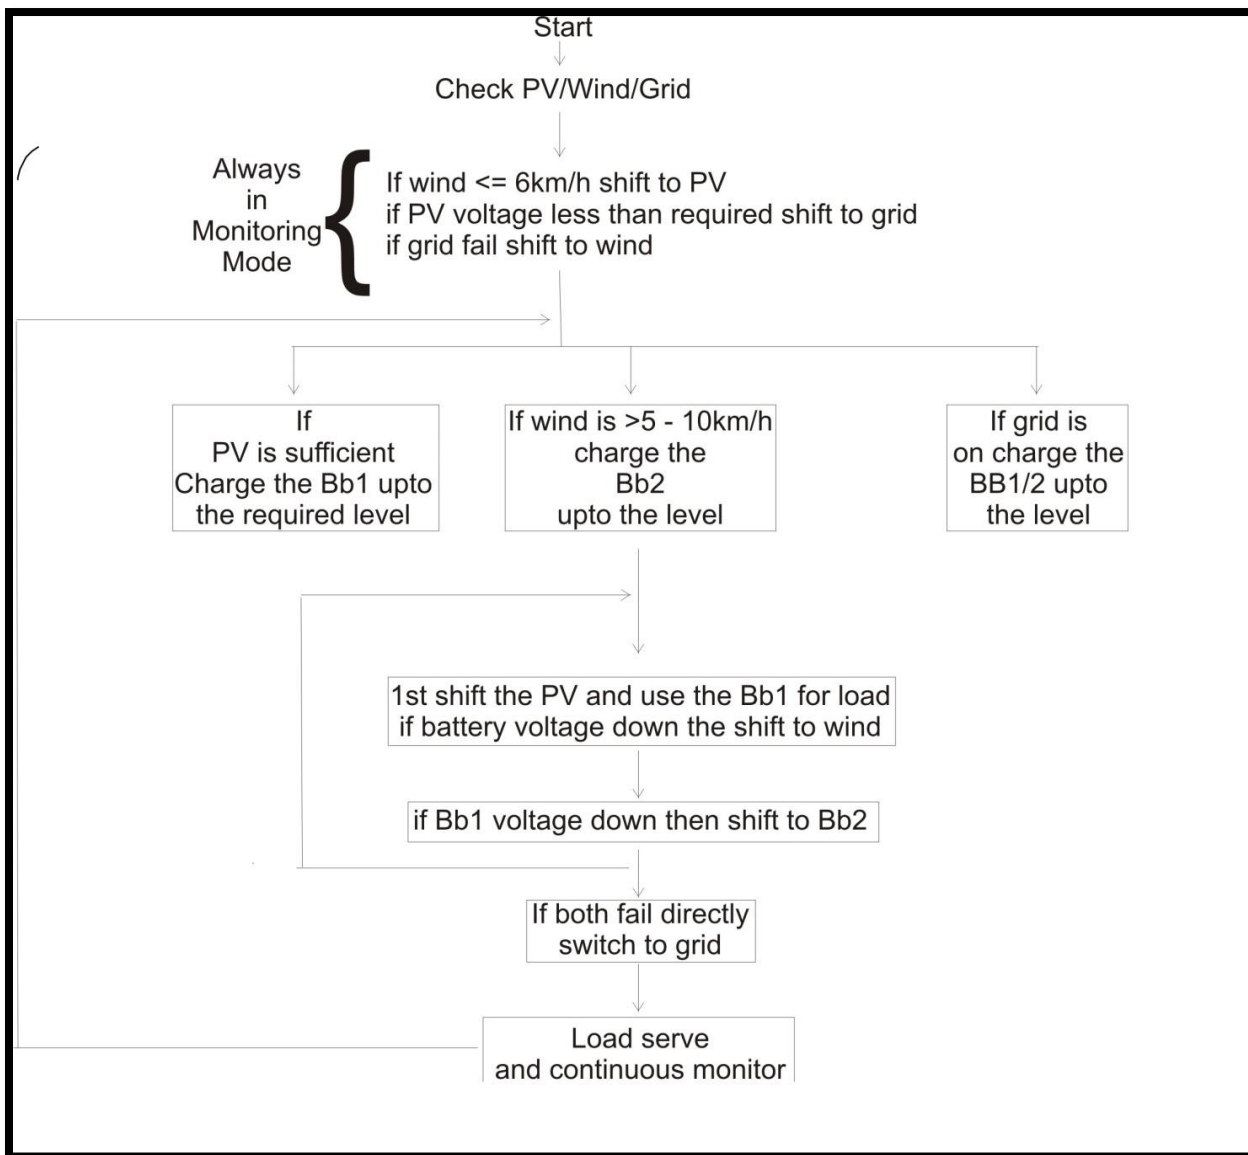 Start
Check PV/Wind/Grid
Always
in
Monitoring
Mode
If wind <= 6km/h shift to PV
if PV voltage less than required shift to grid
if grid fail shift to wind
If
PV is sufficient
Charge the Bb1 upto
the required level
If wind is >5 - 10km/h
charge the
Bb2
upto the level
If grid is
on charge the
BB1/2 upto
the level
1st shift the PV and use the Bb1 for load
if battery voltage down the shift to wind
if Bb1 voltage down then shift to Bb2
If both fail directly
switch to grid
Load serve
and continuous monitor